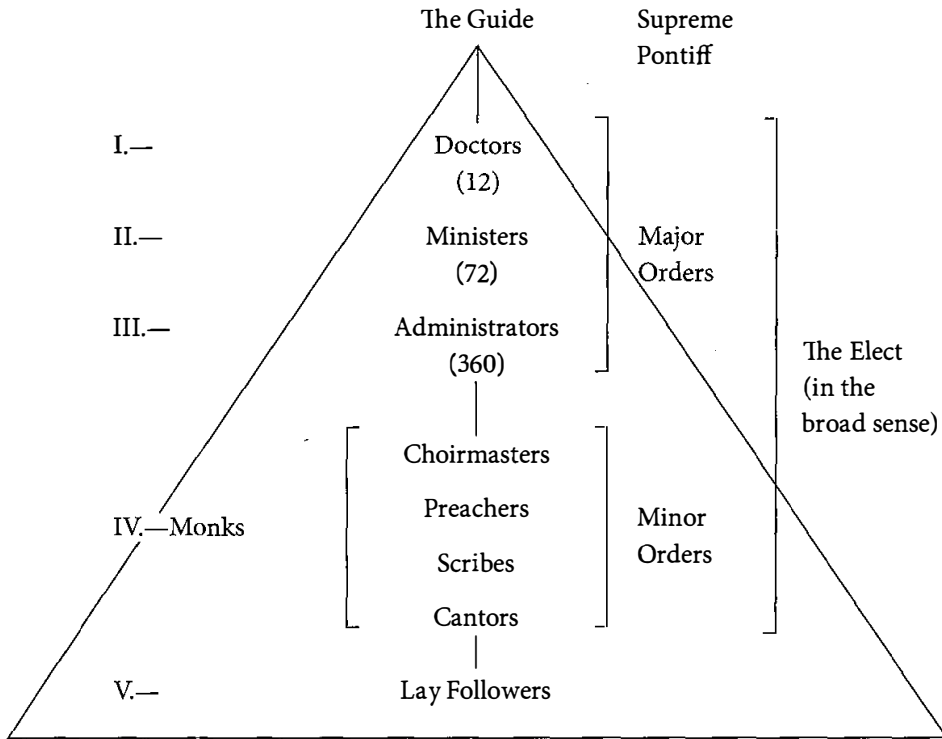 The Guide
Supreme
Pontiff
I.—
Doctors
(12)
II.—
Ministers
(72)
Major
Orders
III.—
Administrators
(360)
The Elect
(in the
broad sense)
Choirmasters
Preachers
IV.—Monks
Scribes
Cantors
Minor
Orders
V.—
Lay Followers